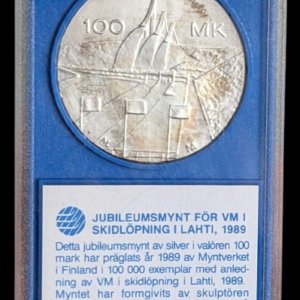 100 MK
M M
JUBILEUMSMYNT FÖR VM I
SKIDLÖPNING I LAHTI, 1989
Detta jubileumsmynt av silver i valören 100
mark har präglats år 1989 av Myntverket
i Finland i 100 000 exemplar med anled-
ning av VM i skidlöpning i Lahti, 1989.
Myntet har formgivits av skulptören